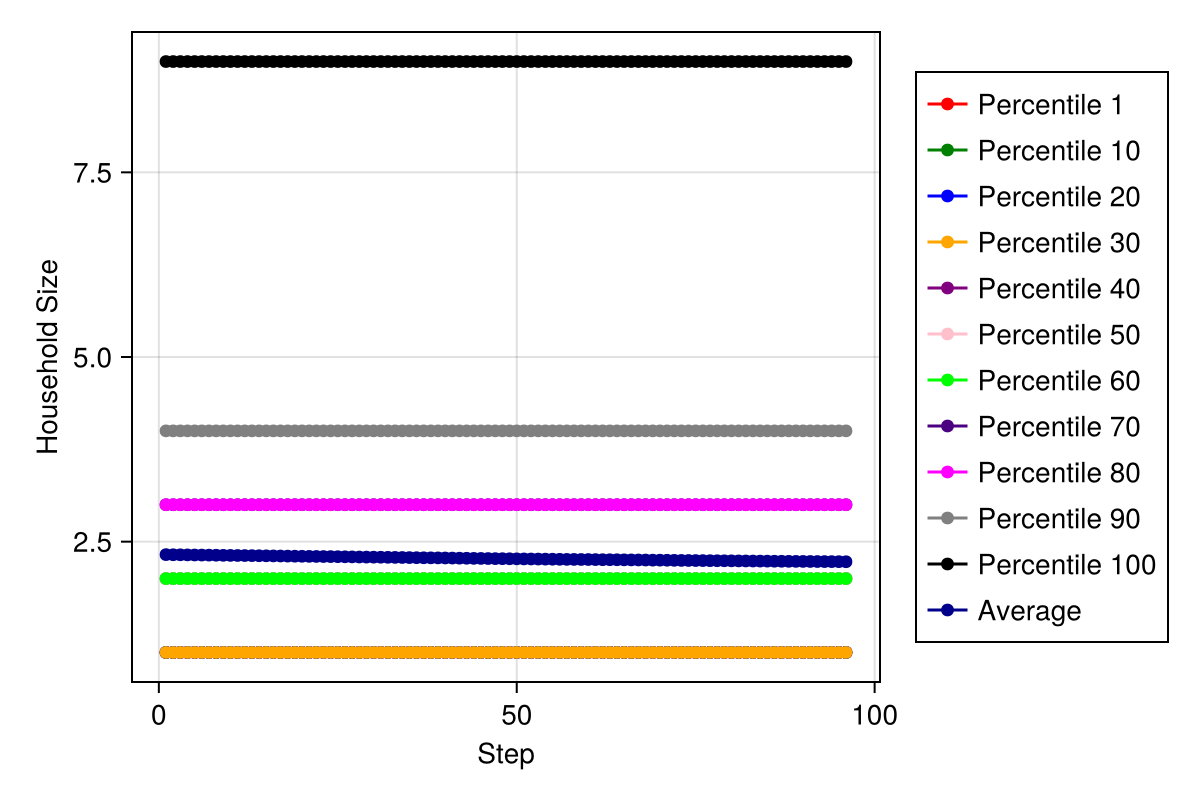 7.5
5.0
2.5
Household Size
0
50
100
Step
Percentile 1
Percentile 10
Percentile 20
Percentile 30
Percentile 40
Percentile 50
Percentile 60
Percentile 70
Percentile 80
Percentile 90
Percentile 100
Average